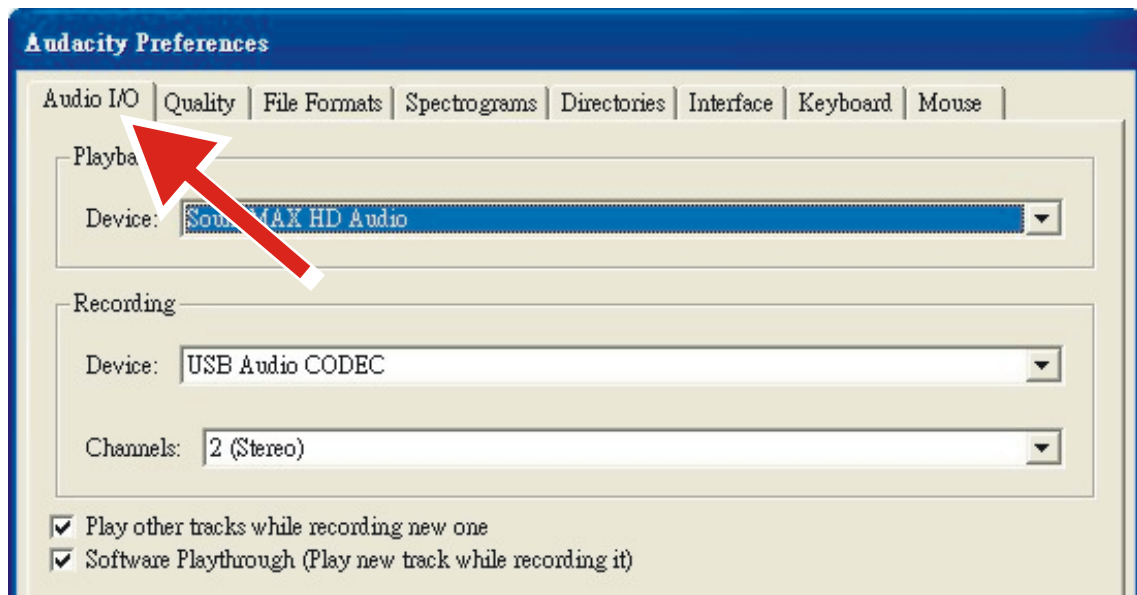 Audacity Preferences
Audio I/O Quality File Formats Spectrograms Directories Interface Keyboard Mouse
Device:
MAX HD Audio
Recording
Device: USB Audio CODEC
Channels: 2 (Stereo)
Play other tracks while recording new one
Software Playthrough (Play new track while recording it)